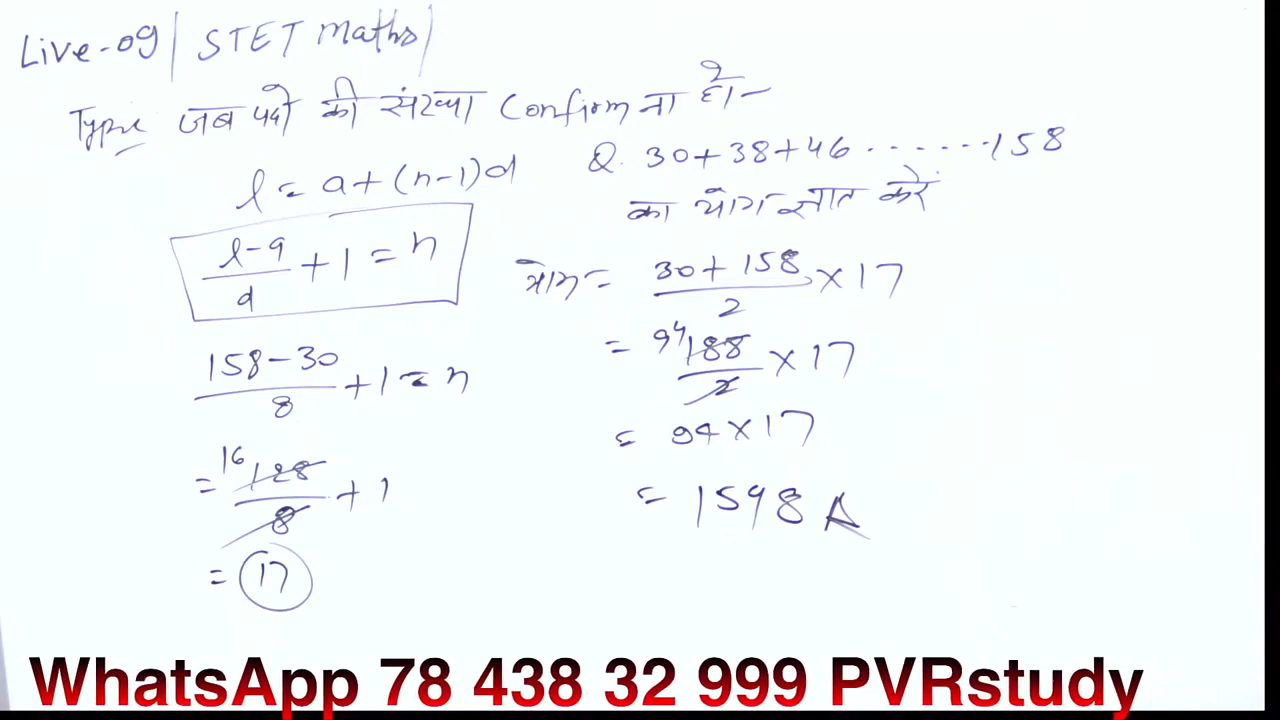 Live-09 | STET Maths |
Type जब पदों की संख्या Confirm ना हो-
l = a + (n-1)d
l-a/d + 1 = n
158-30/8 + 1 = n
= 16 128/8 + 1
= 17
Q. 30+38+46.......158
का योग ज्ञात करें
योग = 30+158/2 × 17
= 94 188/2 × 17
= 94 × 17
= 1598 A
WhatsApp 78 438 32 999 PVRstudy